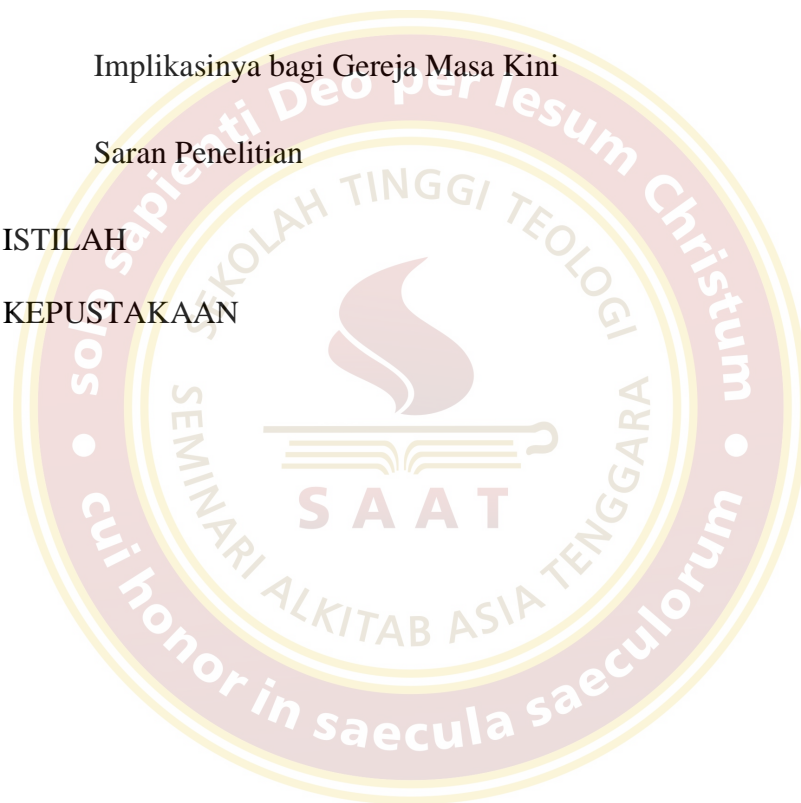 Implikasinya bagi Gereja Masa Kini
Saran Penelitian
ISTILAH
KEPUSTAKAAN
solo sapienti Deo per Iesum Christum
cui honor in saecula saeculorum
SEKOLAH TINGGI TEOLOGI
SEMINARI ALKITAB ASIA TENGGARA
SAAT